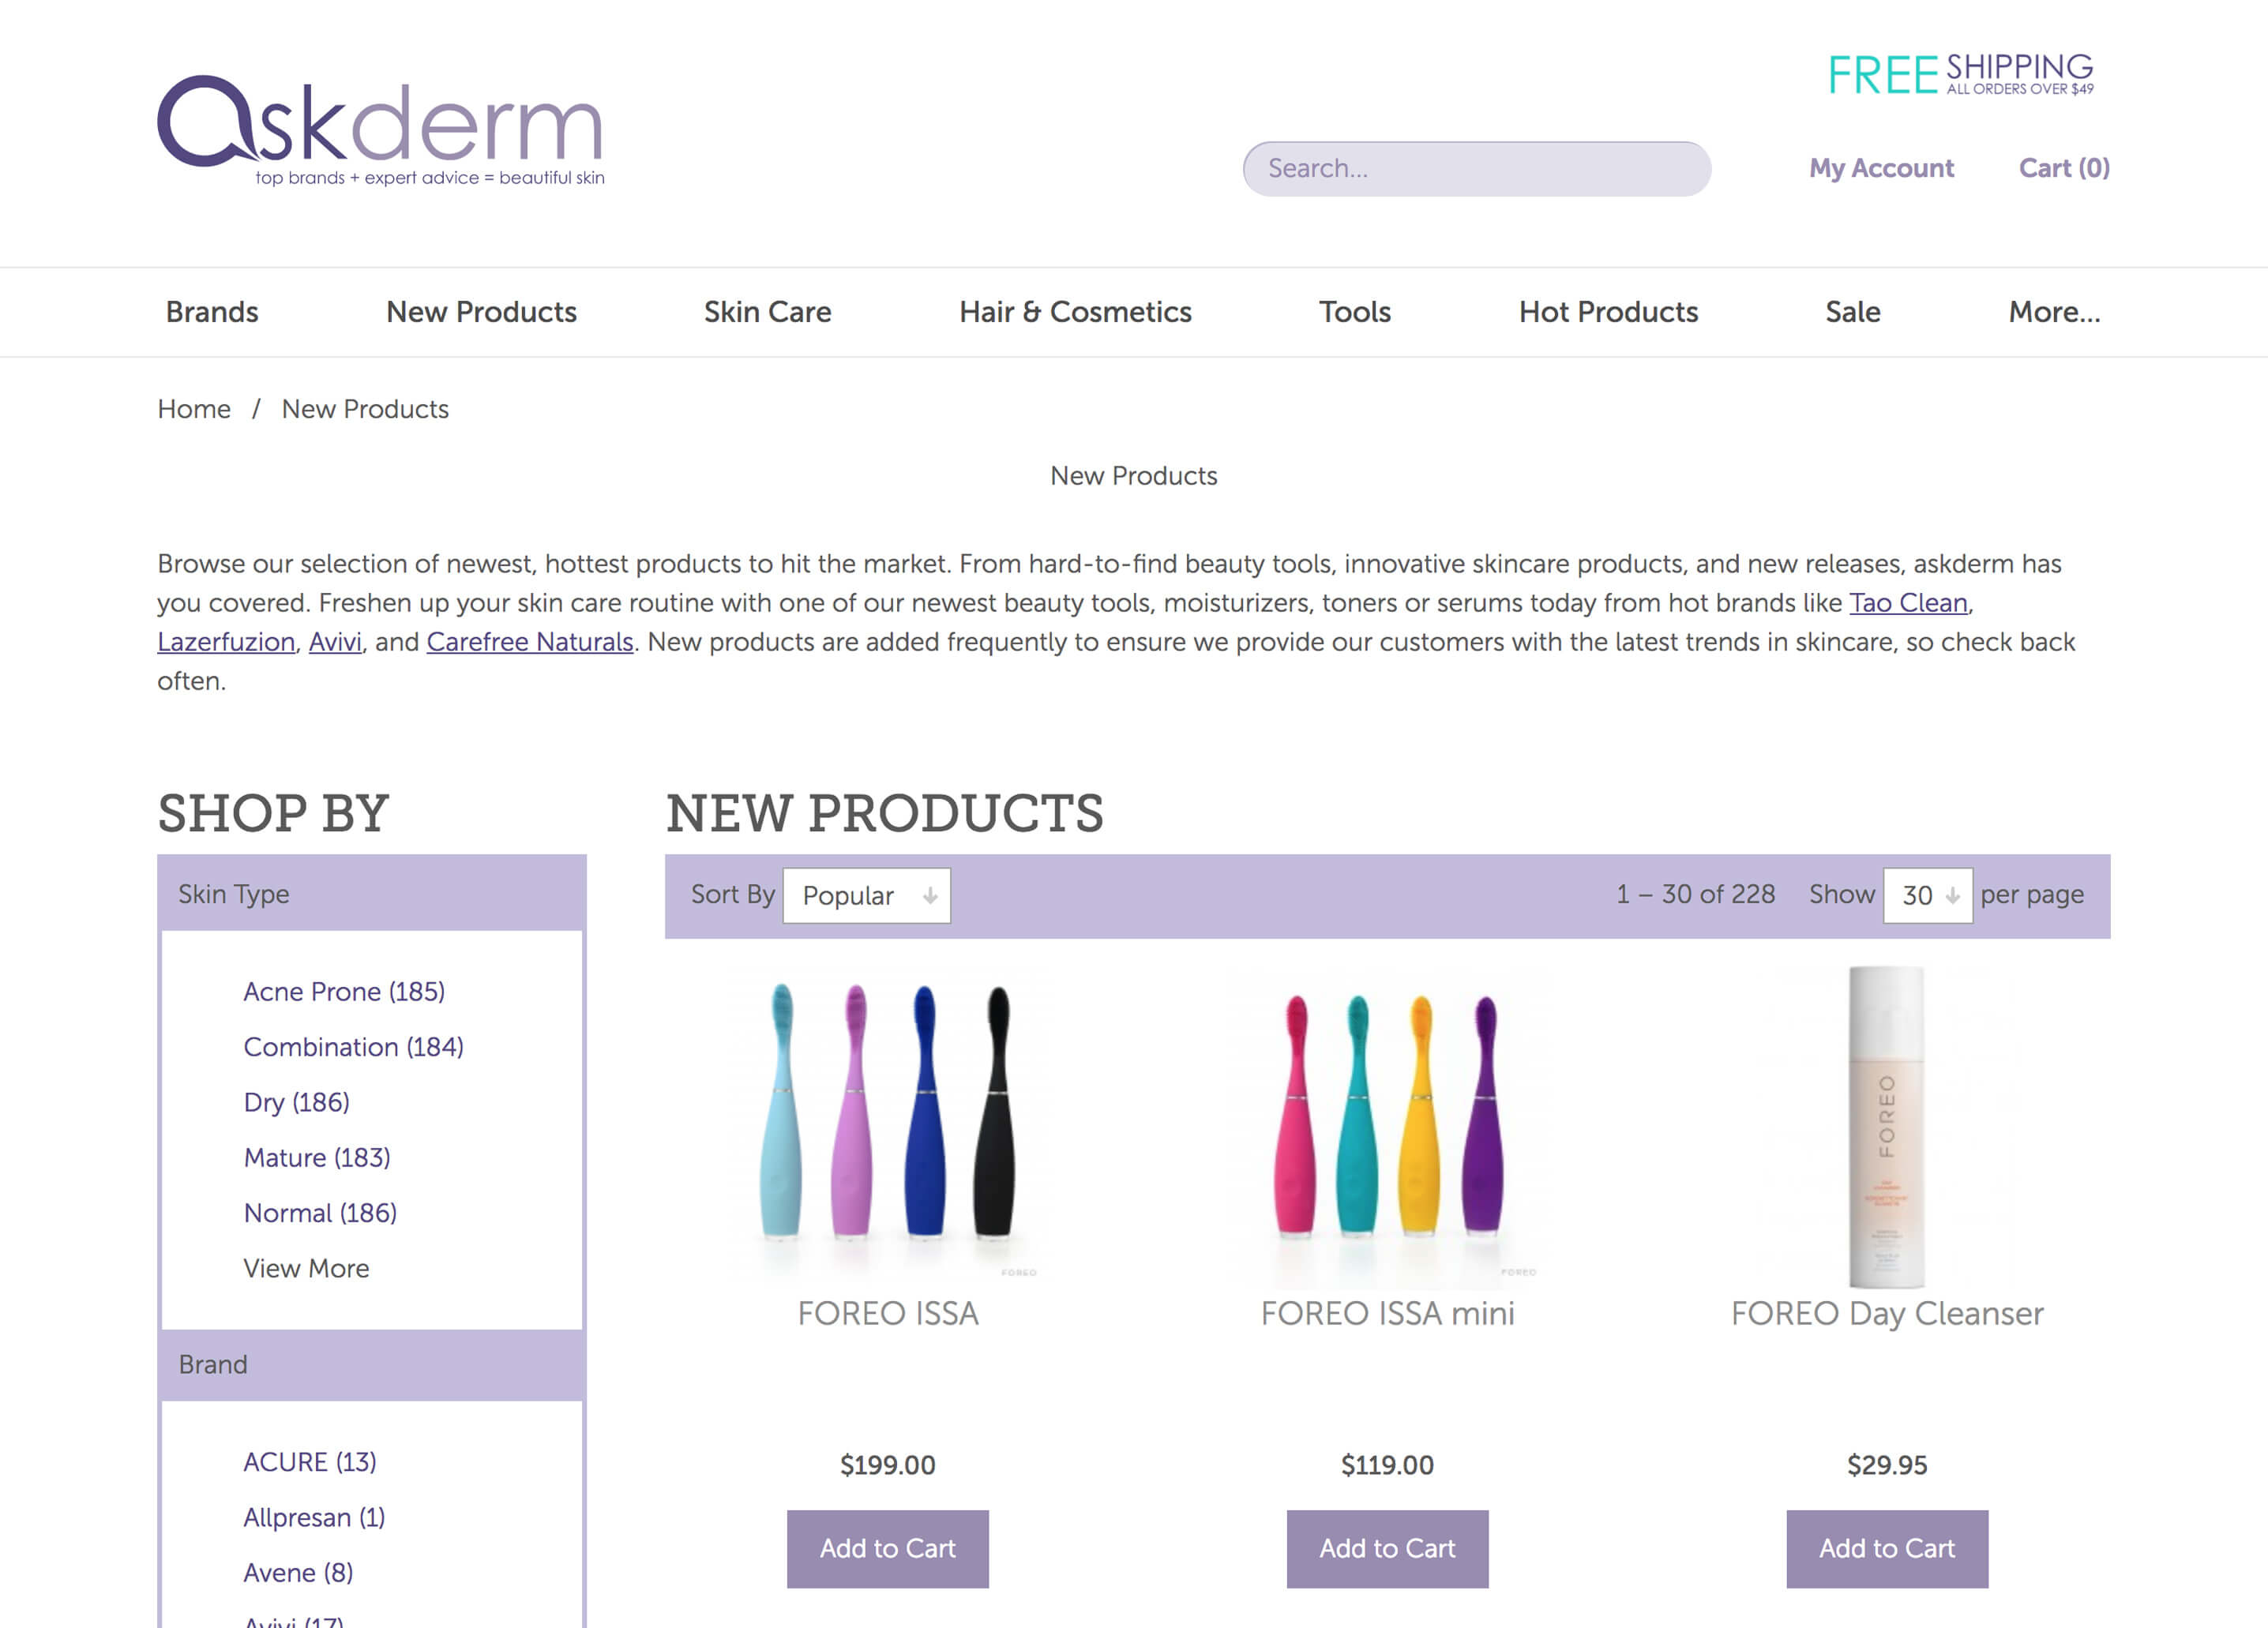 askderm
top brands + expert advice = beautiful skin
FREE SHIPPING
ALL ORDERS OVER $49
Search...
My Account
Cart (0)
Brands
New Products
Skin Care
Hair & Cosmetics
Tools
Hot Products
Sale
More...
Home / New Products
New Products
Browse our selection of newest, hottest products to hit the market. From hard-to-find beauty tools, innovative skincare products, and new releases, askderm has
you covered. Freshen up your skin care routine with one of our newest beauty tools, moisturizers, toners or serums today from hot brands like Tao Clean,
Lazerfuzion, Avivi, and Carefree Naturals. New products are added frequently to ensure we provide our customers with the latest trends in skincare, so check back
often.
SHOP BY
Skin Type
Acne Prone (185)
Combination (184)
Dry (186)
Mature (183)
Normal (186)
View More
Brand
ACURE (13)
Allpresan (1)
Avene (8)
Avivi (17)
NEW PRODUCTS
Sort By Popular
1 – 30 of 228 Show 30 per page
FOREO
FOREO ISSA
$199.00
Add to Cart
FOREO
FOREO ISSA mini
$119.00
Add to Cart
FOREO
FOREO Day Cleanser
$29.95
Add to Cart